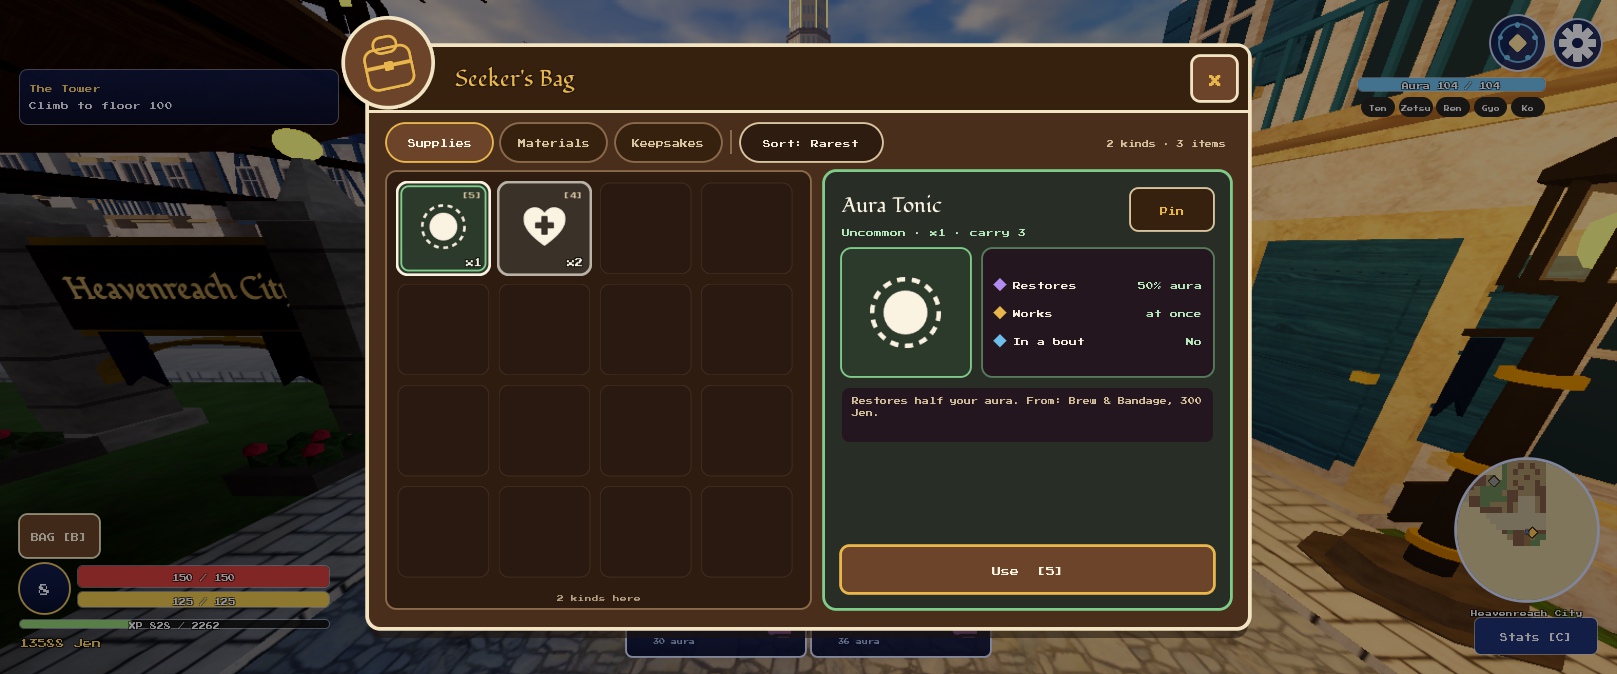 Seeker's Bag
x
The Tower
Climb to floor 100
Aura 104 / 104
Ten
Zetsu
Ren
Gyo
Ko
Supplies
Materials
Keepsakes
Sort: Rarest
2 kinds · 3 items
[5]
x1
[4]
x2
Aura Tonic
Uncommon · x1 · carry 3
Pin
Restores
50% aura
Works
at once
In a bout
No
Restores half your aura. From: Brew & Bandage, 300
Jen.
Use [5]
2 kinds here
Heavenreach City
BAG [B]
150 / 150
125 / 125
XP 828 / 2262
13588 Jen
30 aura
36 aura
Heavenreach City
Stats [C]